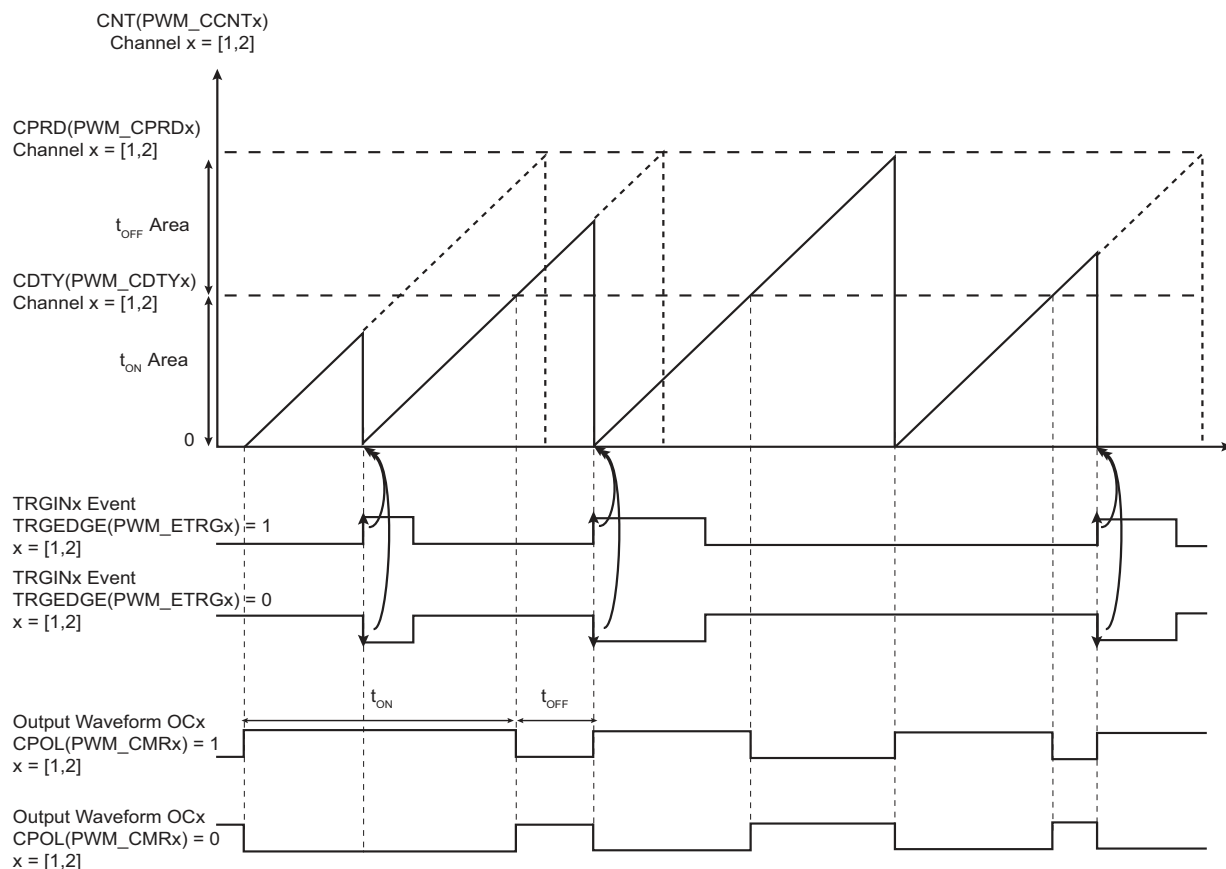 CNT(PWM_CCNTx)
Channel x = [1,2]
CPRD(PWM_CPRDx)
Channel x = [1,2]
tOFF Area
CDTY(PWM_CDTYx)
Channel x = [1,2]
tON Area
0
TRGINx Event
TRGEDGE(PWM_ETRGx) = 1
x = [1,2]
TRGINx Event
TRGEDGE(PWM_ETRGx) = 0
x = [1,2]
tON
tOFF
Output Waveform OCx
CPOL(PWM_CMRx) = 1
x = [1,2]
Output Waveform OCx
CPOL(PWM_CMRx) = 0
x = [1,2]